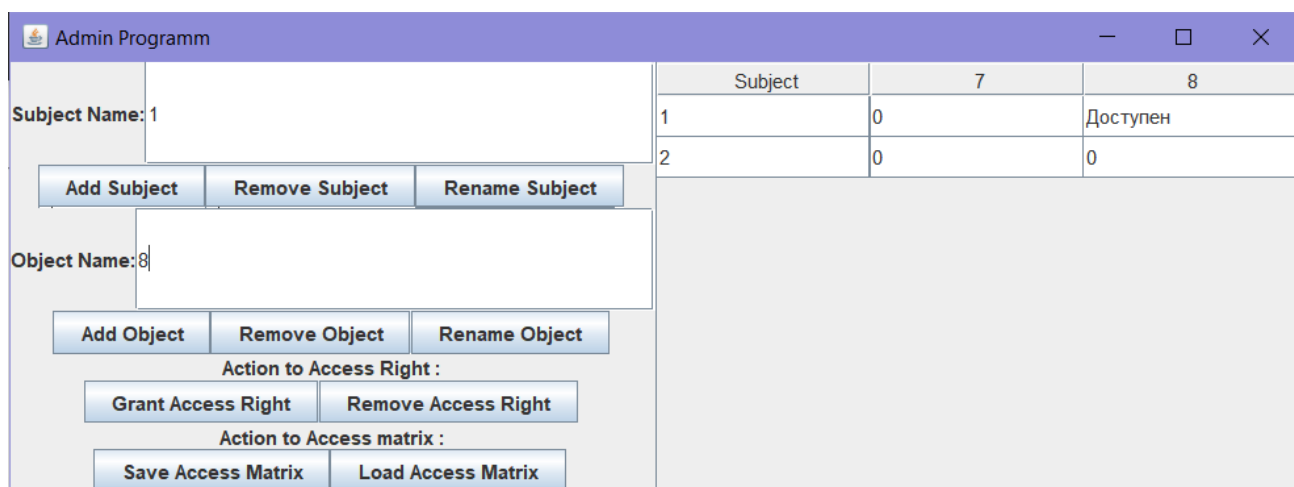 Admin Programm
Subject Name: 1
Add Subject Remove Subject Rename Subject
Object Name: 8
Add Object Remove Object Rename Object
Action to Access Right :
Grant Access Right Remove Access Right
Action to Access matrix :
Save Access Matrix Load Access Matrix
Subject 7 8
1 0 Доступен
2 0 0